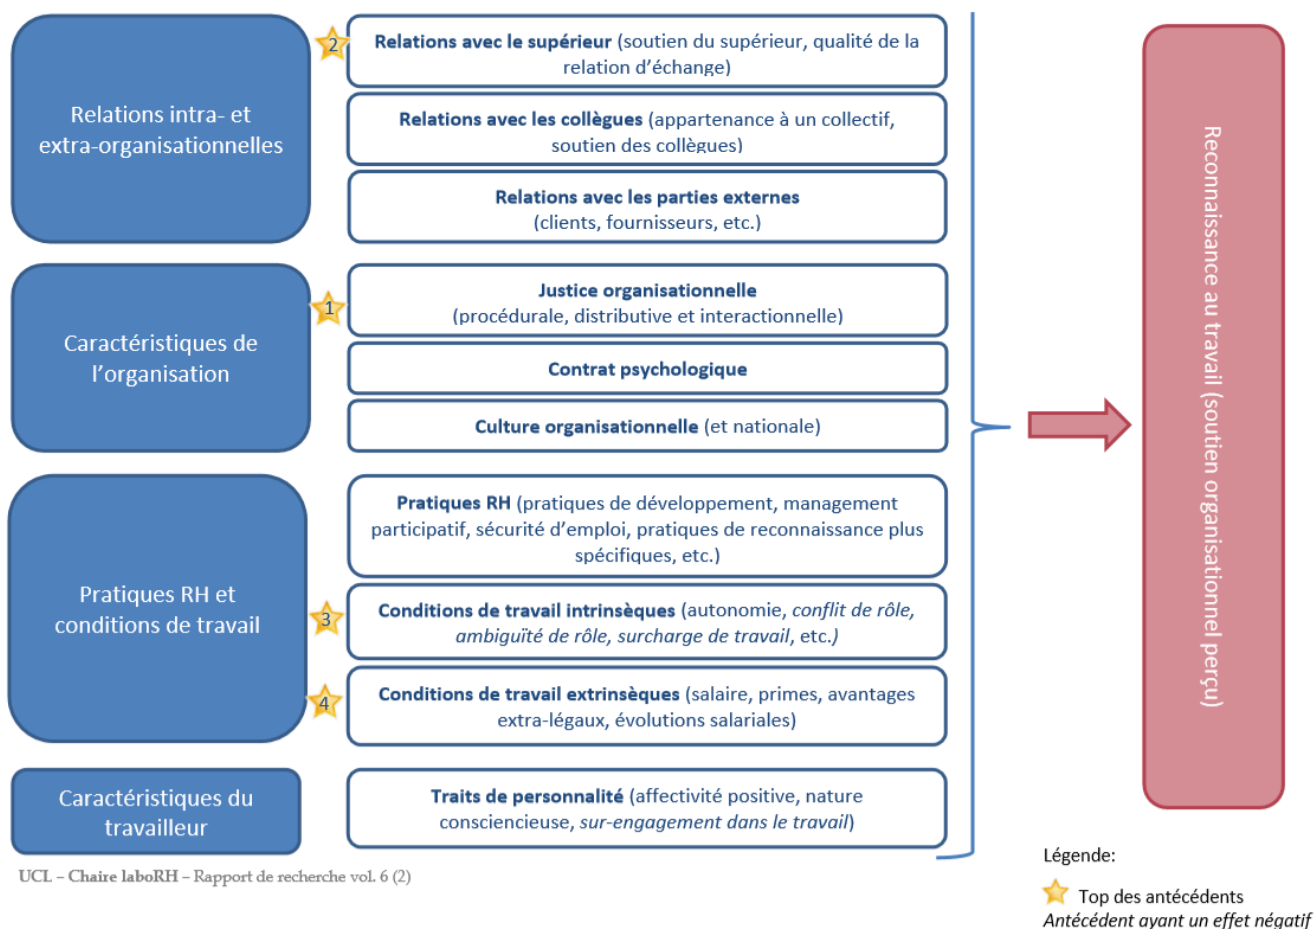 Relations intra- et
extra-organisationnelles
2
Relations avec le supérieur (soutien du supérieur, qualité de la
relation d'échange)
Relations avec les collègues (appartenance à un collectif,
soutien des collègues)
Relations avec les parties externes
(clients, fournisseurs, etc.)
Caractéristiques de
l'organisation
1
Justice organisationnelle
(procédurale, distributive et interactionnelle)
Contrat psychologique
Culture organisationnelle (et nationale)
Pratiques RH et
conditions de travail
Pratiques RH (pratiques de développement, management
participatif, sécurité d'emploi, pratiques de reconnaissance plus
spécifiques, etc.)
3
Conditions de travail intrinsèques (autonomie, conflit de rôle,
ambiguïté de rôle, surcharge de travail, etc.)
4
Conditions de travail extrinsèques (salaire, primes, avantages
extra-légaux, évolutions salariales)
Caractéristiques du
travailleur
Traits de personnalité (affectivité positive, nature
consciencieuse, sur-engagement dans le travail)
Reconnaissance au travail (soutien organisationnel perçu)
UCL – Chaire laboRH – Rapport de recherche vol. 6 (2)
Légende:
Top des antécédents
Antécédent ayant un effet négatif